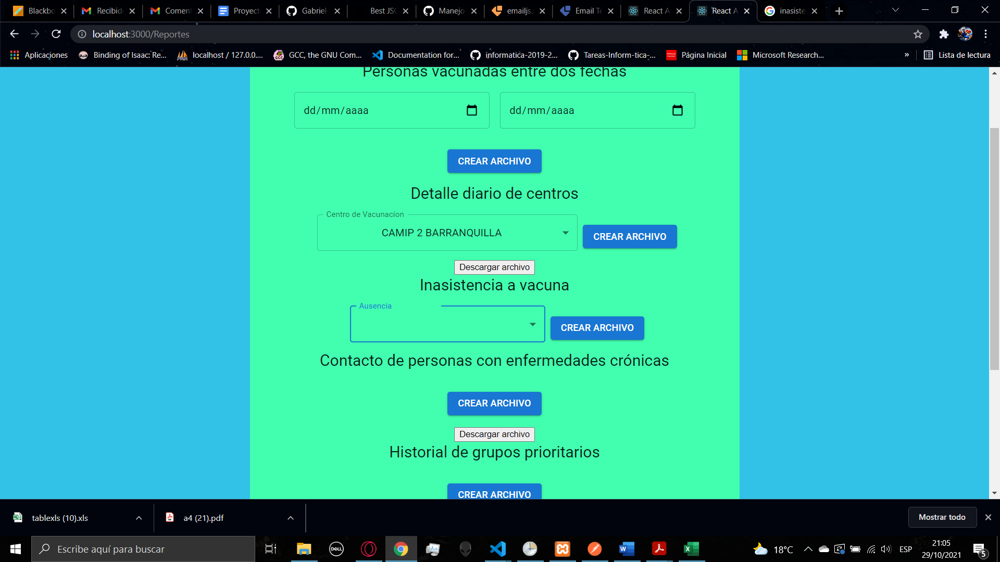 Blackbo
Recibid
Coment
Proyect
Gabriel-
Best JSO
Manejo
emailjs.
Email Te
React A
React A
inasiste
localhost:3000/Reportes
Aplicaciones
Binding of Isaac: Re...
localhost / 127.0.0....
GCC, the GNU Com...
Documentation for...
informatica-2019-2...
Tareas-Inform-tica-...
Página Inicial
Microsoft Research...
»
Lista de lectura
Personas vacunadas entre dos fechas
dd/mm/aaaa
dd/mm/aaaa
CREAR ARCHIVO
Detalle diario de centros
Centro de Vacunacíon
CAMIP 2 BARRANQUILLA
CREAR ARCHIVO
Descargar archivo
Inasistencia a vacuna
Ausencia
CREAR ARCHIVO
Contacto de personas con enfermedades crónicas
CREAR ARCHIVO
Descargar archivo
Historial de grupos prioritarios
CREAR ARCHIVO
tablexls (10).xls
a4 (21).pdf
Mostrar todo
Escribe aquí para buscar
DELL
18°C
ESP
21:05
29/10/2021
5